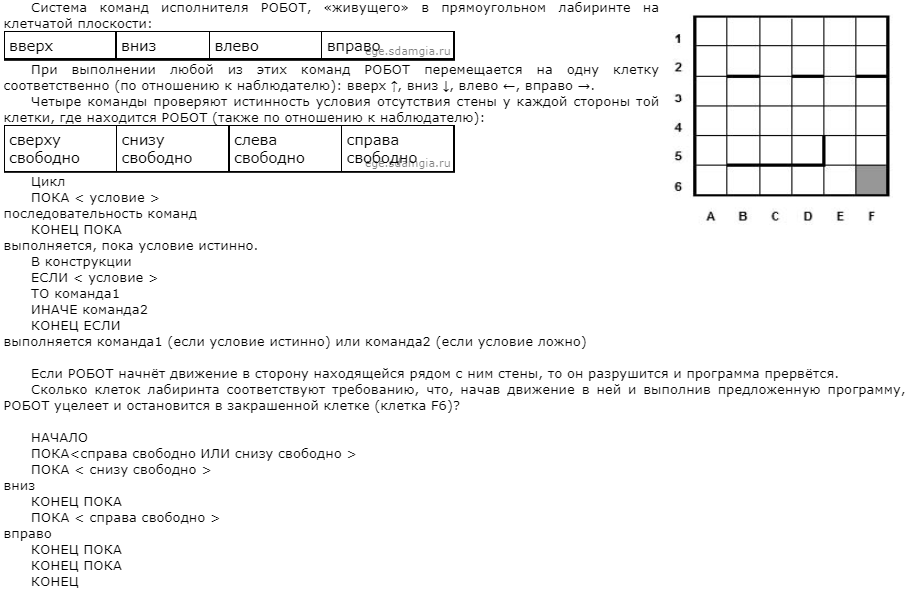 Система команд исполнителя РОБОТ, «живущего» в прямоугольном лабиринте на
клетчатой плоскости:
вверх вниз влево вправо
ege.sdamgia.ru
При выполнении любой из этих команд РОБОТ перемещается на одну клетку
соответственно (по отношению к наблюдателю): вверх ↑, вниз ↓, влево ←, вправо →.
Четыре команды проверяют истинность условия отсутствия стены у каждой стороны той
клетки, где находится РОБОТ (также по отношению к наблюдателю):
сверху снизу слева справа
свободно свободно свободно свободно
ege.sdamgia.ru
Цикл
ПОКА < условие >
последовательность команд
КОНЕЦ ПОКА
выполняется, пока условие истинно.
В конструкции
ЕСЛИ < условие >
ТО команда1
ИНАЧЕ команда2
КОНЕЦ ЕСЛИ
выполняется команда1 (если условие истинно) или команда2 (если условие ложно)
1
2
3
4
5
6
A B C D E F
Если РОБОТ начнёт движение в сторону находящейся рядом с ним стены, то он разрушится и программа прервётся.
Сколько клеток лабиринта соответствуют требованию, что, начав движение в ней и выполнив предложенную программу,
РОБОТ уцелеет и остановится в закрашенной клетке (клетка F6)?
НАЧАЛО
ПОКА<справа свободно ИЛИ снизу свободно >
ПОКА < снизу свободно >
вниз
КОНЕЦ ПОКА
ПОКА < справа свободно >
вправо
КОНЕЦ ПОКА
КОНЕЦ ПОКА
КОНЕЦ